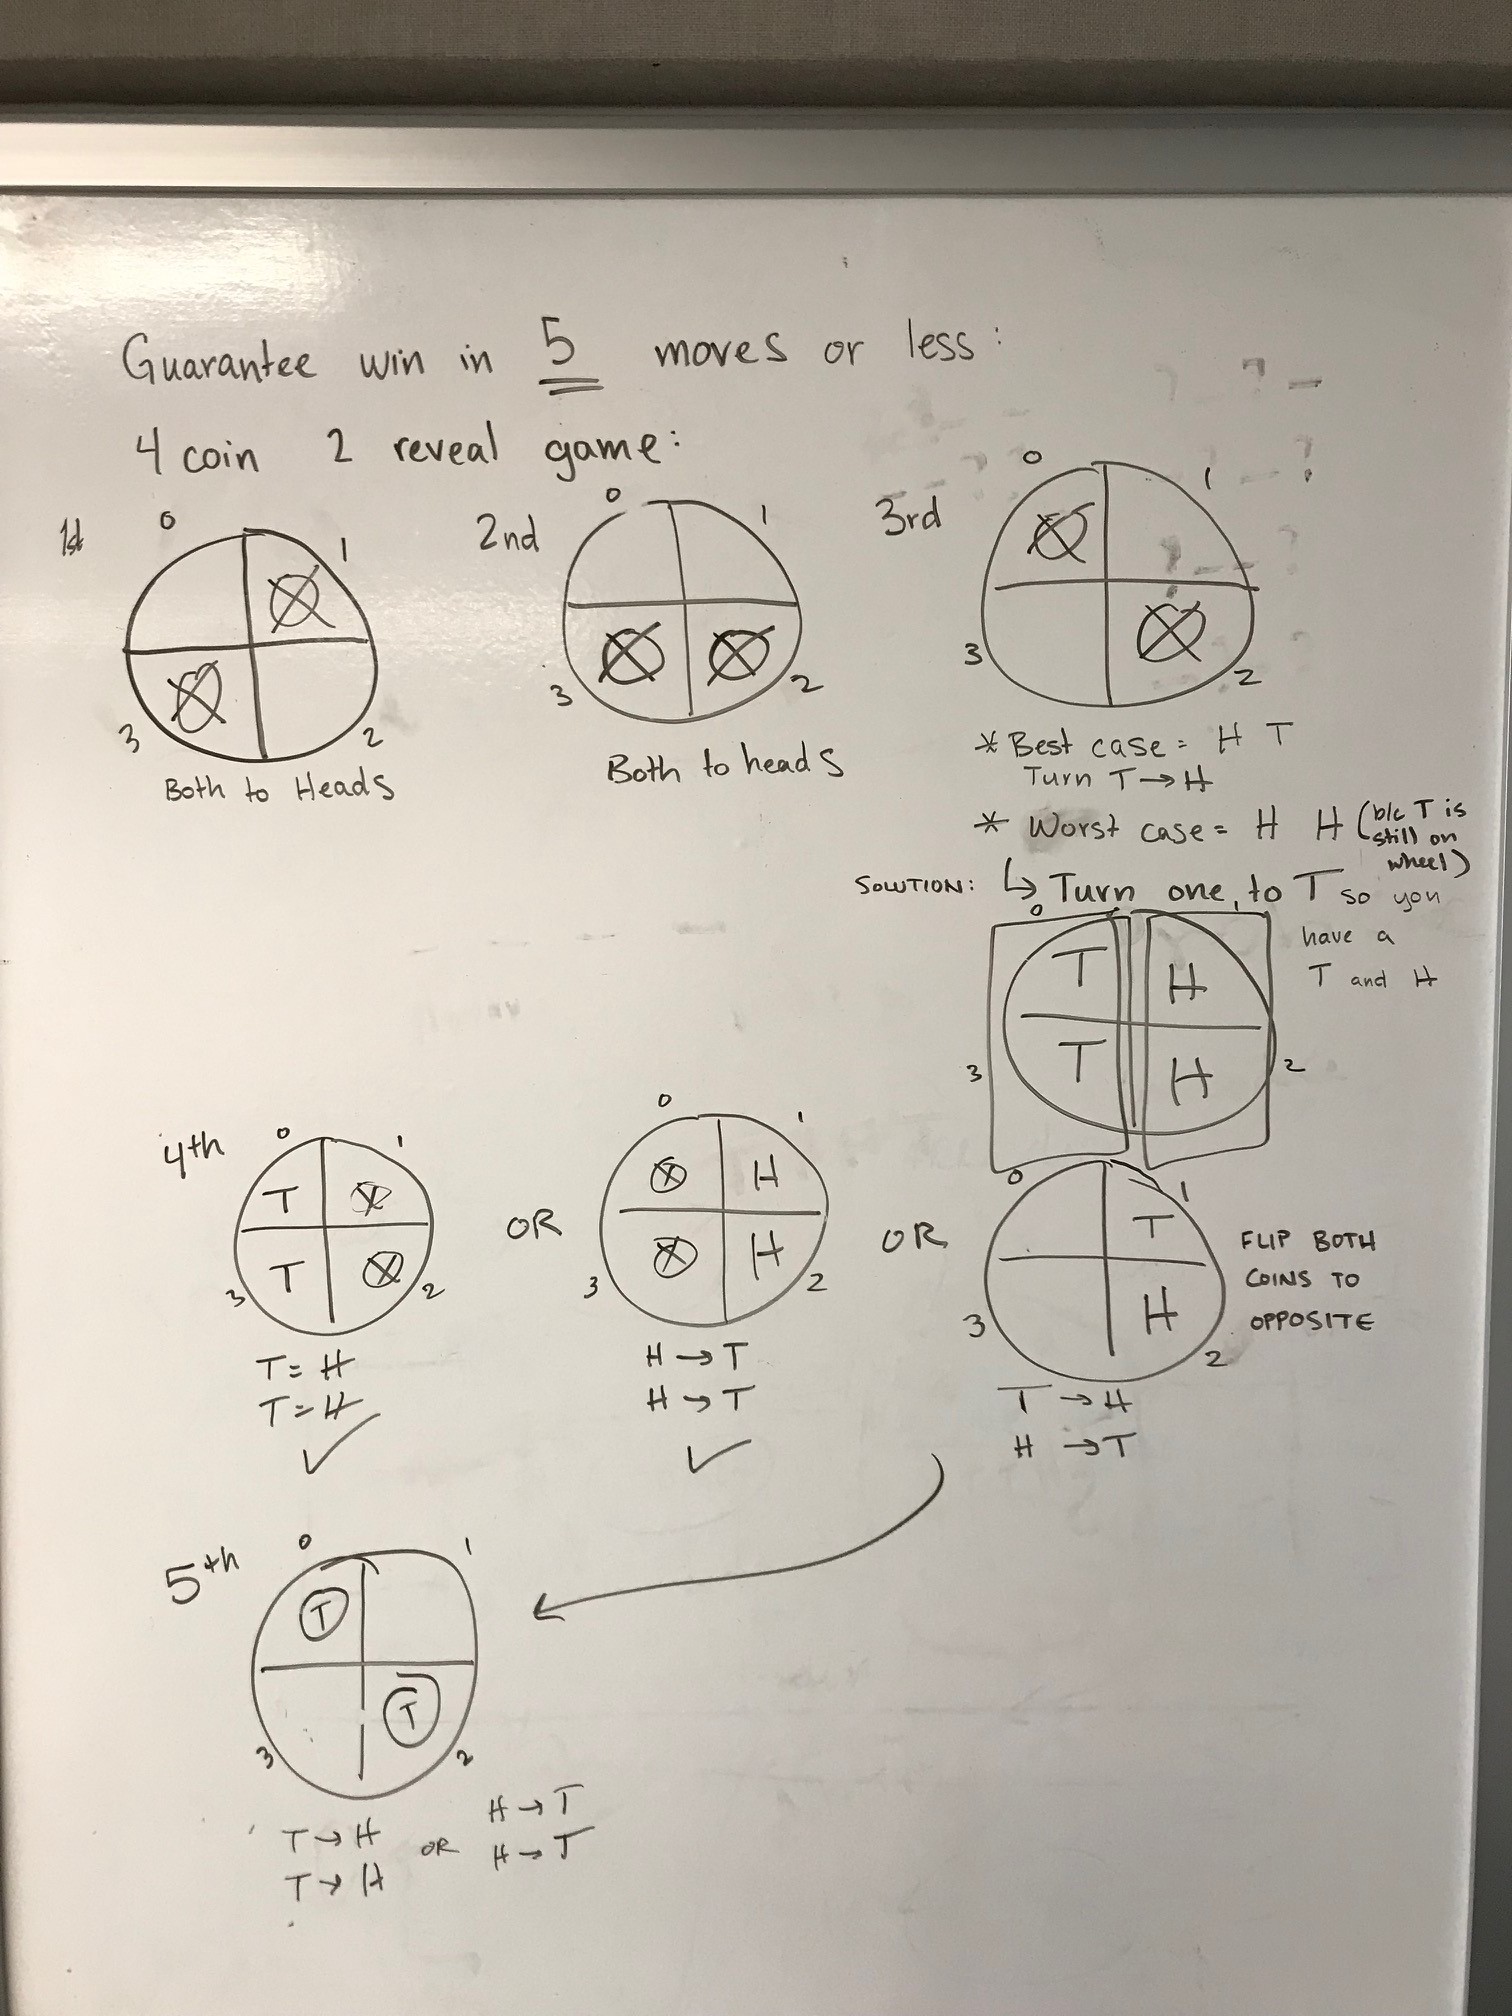 Guarantee win in 5 moves or less:
4 coin 2 reveal game:
1st
0
1
3
2
Both to Heads
2nd
0
1
3
2
Both to heads
3rd
0
1
3
2
* Best case = H T
Turn T → H
* Worst case = H H (b/c T is
still on
wheel)
SOLUTION: ↳ Turn one, to T so you
have a
T and H
0
1
T H
T H
3
2
4th
0
1
T
T
3
2
T = H
T = H
✓
OR
0
1
H
H
3
2
H → T
H → T
✓
OR
0
1
T
H
3
2
FLIP BOTH
COINS TO
OPPOSITE
T → H
H → T
5th
0
1
T
T
3
2
T → H
T → H
OR
H → T
H → T